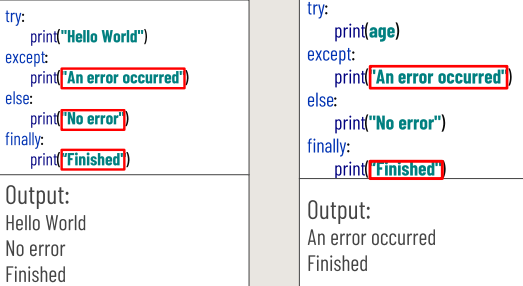 try:
print("Hello World")
except:
print("An error occurred")
else:
print("No error")
finally:
print("Finished")
Output:
Hello World
No error
Finished
try:
print(age)
except:
print("An error occurred")
else:
print("No error")
finally:
print("Finished")
Output:
An error occurred
Finished